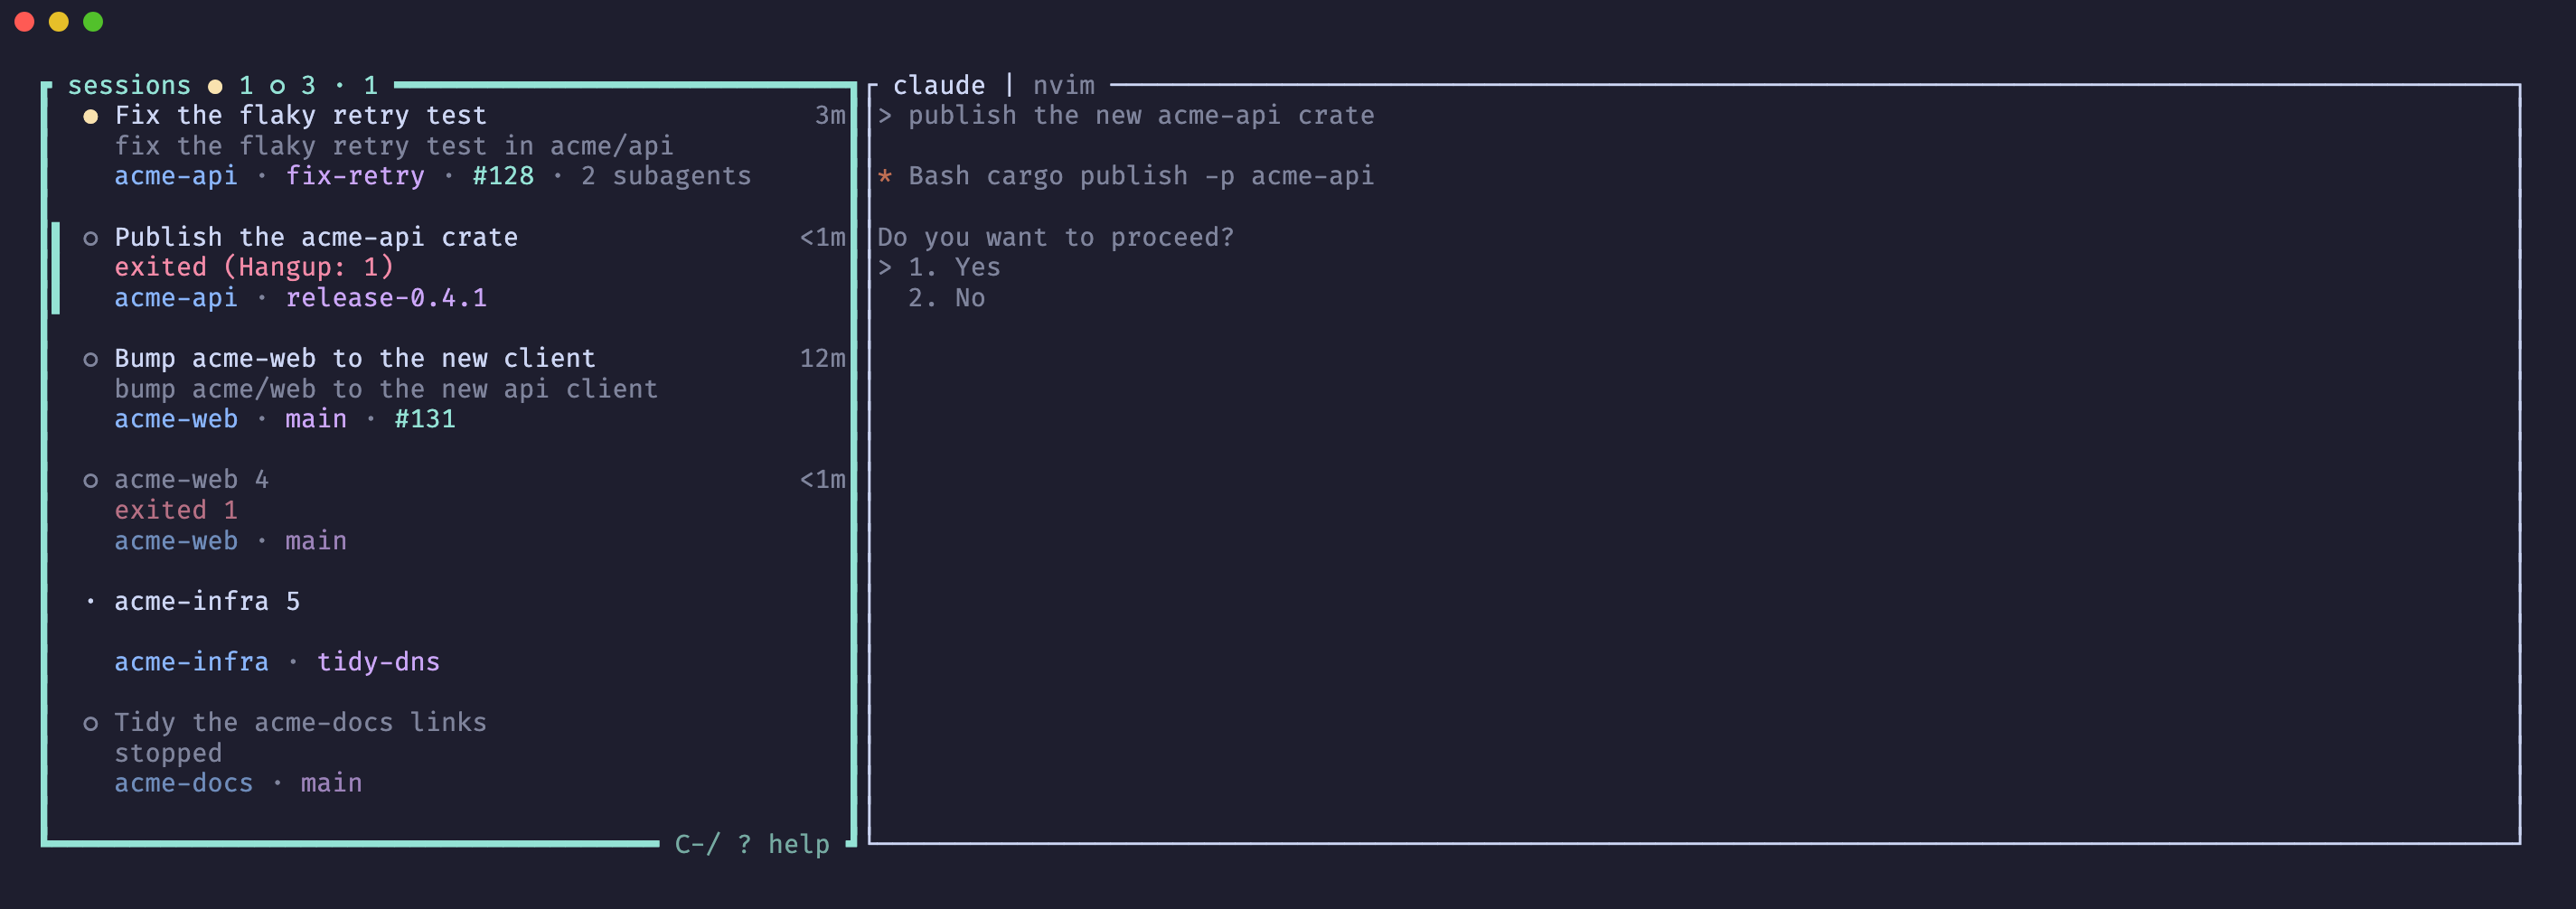 sessions ● 1 ○ 3 · 1
● Fix the flaky retry test 3m
fix the flaky retry test in acme/api
acme-api · fix-retry · #128 · 2 subagents
○ Publish the acme-api crate <1m
exited (Hangup: 1)
acme-api · release-0.4.1
○ Bump acme-web to the new client 12m
bump acme/web to the new api client
acme-web · main · #131
○ acme-web 4 <1m
exited 1
acme-web · main
· acme-infra 5
acme-infra · tidy-dns
○ Tidy the acme-docs links
stopped
acme-docs · main
C-/ ? help
claude | nvim
> publish the new acme-api crate
* Bash cargo publish -p acme-api
Do you want to proceed?
> 1. Yes
2. No